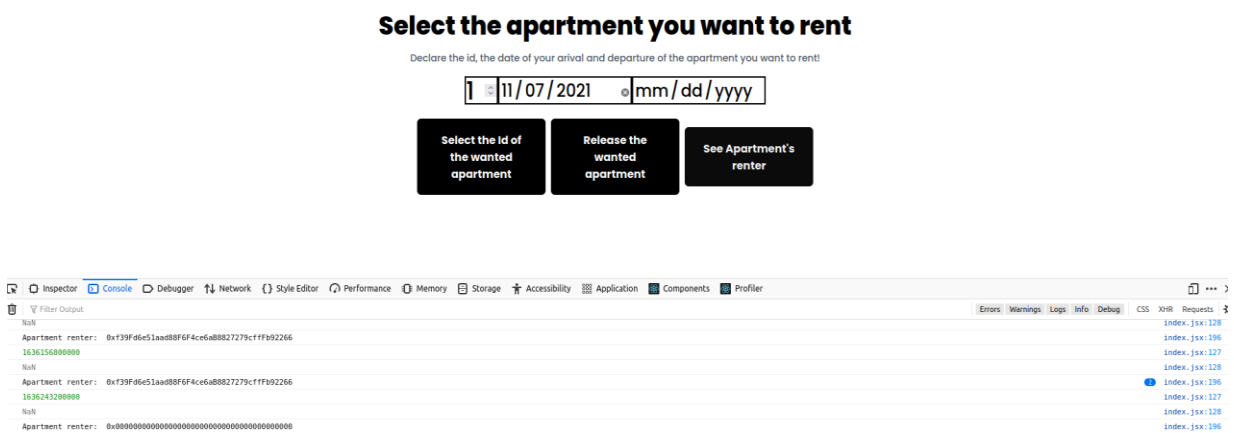 Select the apartment you want to rent
Declare the id, the date of your arival and departure of the apartment you want to rent!
1 11/07/2021 mm/dd/yyyy
Select the Id of
the wanted
apartment
Release the
wanted
apartment
See Apartment's
renter
Inspector Console Debugger Network {} Style Editor Performance Memory Storage Accessibility Application Components Profiler
Filter Output Errors Warnings Logs Info Debug CSS XHR Requests
NaN index.jsx:128
Apartment renter: 0xf39Fd6e51aad88F6F4ce6aB8827279cffFb92266 index.jsx:196
1636156800000 index.jsx:127
NaN index.jsx:128
Apartment renter: 0xf39Fd6e51aad88F6F4ce6aB8827279cffFb92266 2 index.jsx:196
1636243200000 index.jsx:127
NaN index.jsx:128
Apartment renter: 0x0000000000000000000000000000000000000000 index.jsx:196